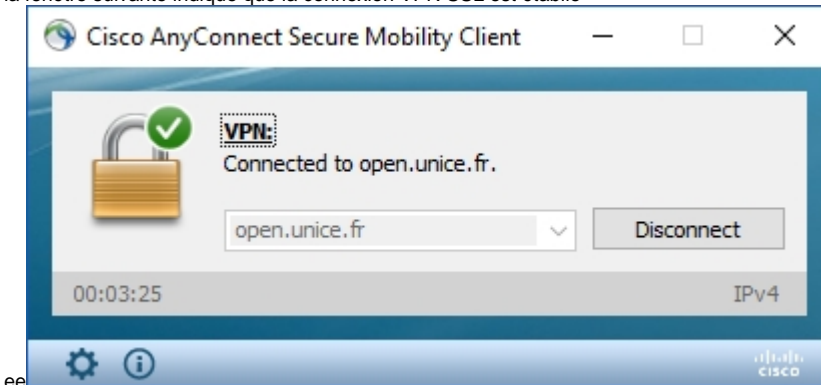 la fenêtre suivante indique que la connexion VPN SSL est établie
Cisco AnyConnect Secure Mobility Client
VPN:
Connected to open.unice.fr.
open.unice.fr
Disconnect
00:03:25
IPv4
cisco
ee